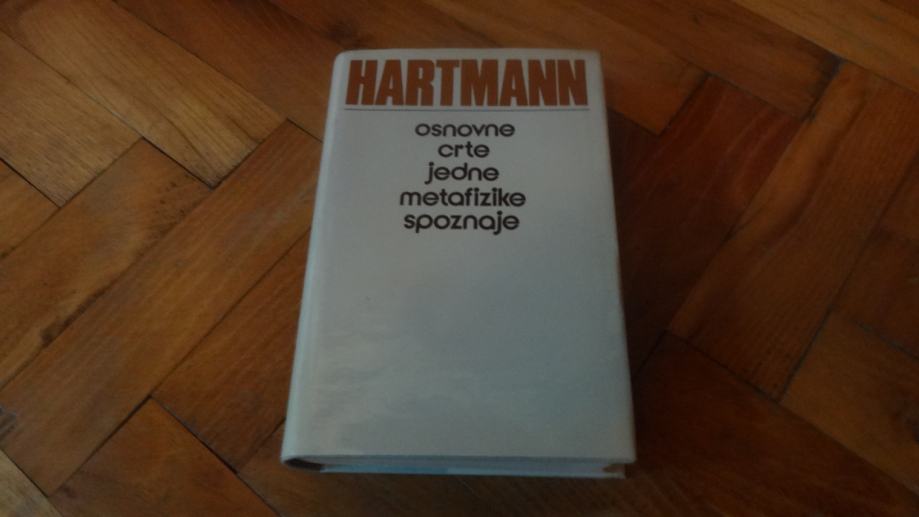 HARTMANN
osnovne
crte
jedne
metafizike
spoznaje